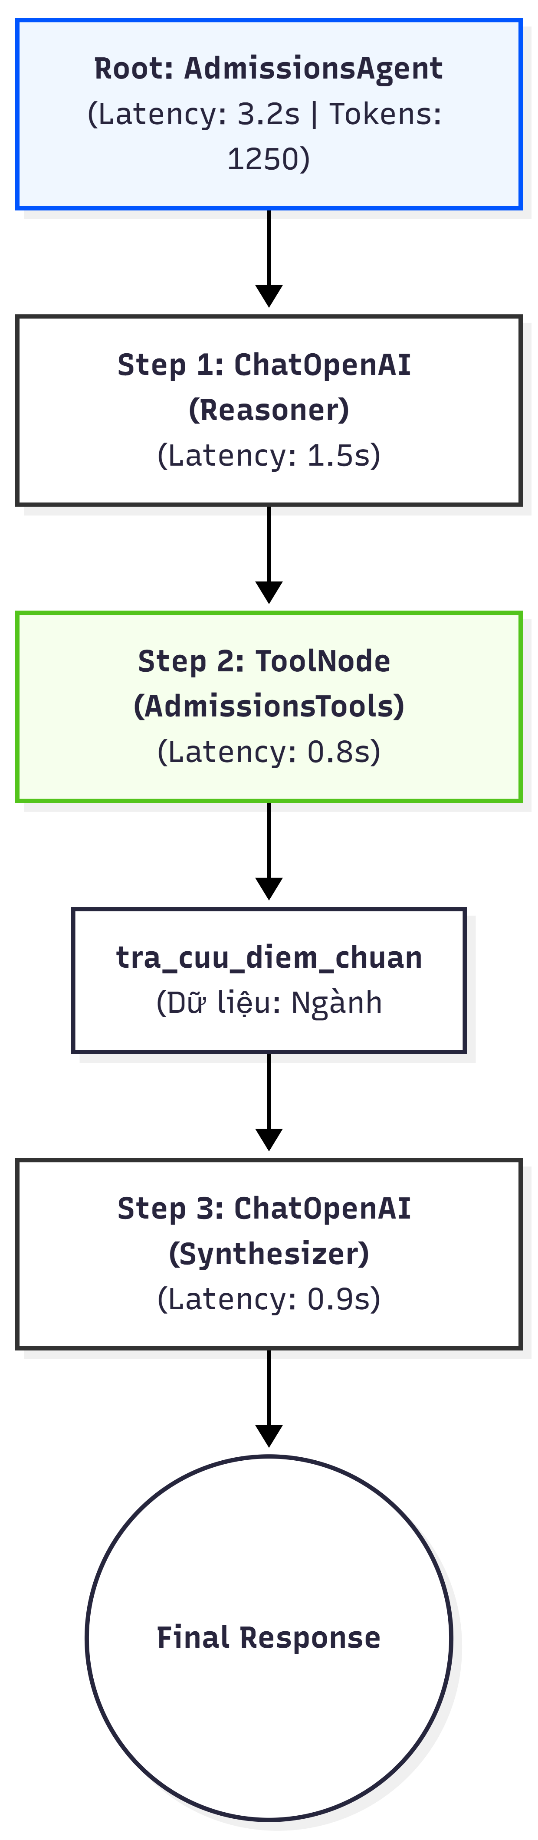 Root: AdmissionsAgent
(Latency: 3.2s | Tokens:
1250)
Step 1: ChatOpenAI
(Reasoner)
(Latency: 1.5s)
Step 2: ToolNode
(AdmissionsTools)
(Latency: 0.8s)
tra_cuu_diem_chuan
(Dữ liệu: Ngành
Step 3: ChatOpenAI
(Synthesizer)
(Latency: 0.9s)
Final Response